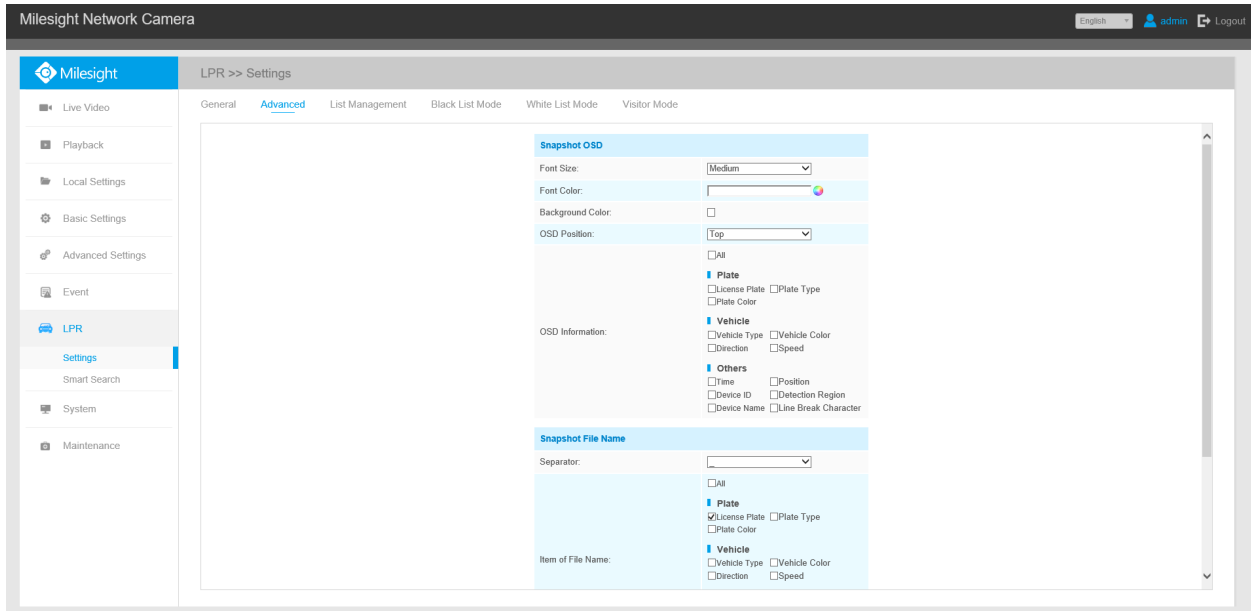 Milesight Network Camera
English
admin
Logout
Milesight
LPR >> Settings
Live Video
Playback
Local Settings
Basic Settings
Advanced Settings
Event
LPR
Settings
Smart Search
System
Maintenance
General Advanced List Management Black List Mode White List Mode Visitor Mode
Snapshot OSD
Font Size: Medium
Font Color:
Background Color:
OSD Position: Top
OSD Information:
All
Plate
License Plate Plate Type
Plate Color
Vehicle
Vehicle Type Vehicle Color
Direction Speed
Others
Time Position
Device ID Detection Region
Device Name Line Break Character
Snapshot File Name
Separator: _
Item of File Name:
All
Plate
License Plate Plate Type
Plate Color
Vehicle
Vehicle Type Vehicle Color
Direction Speed